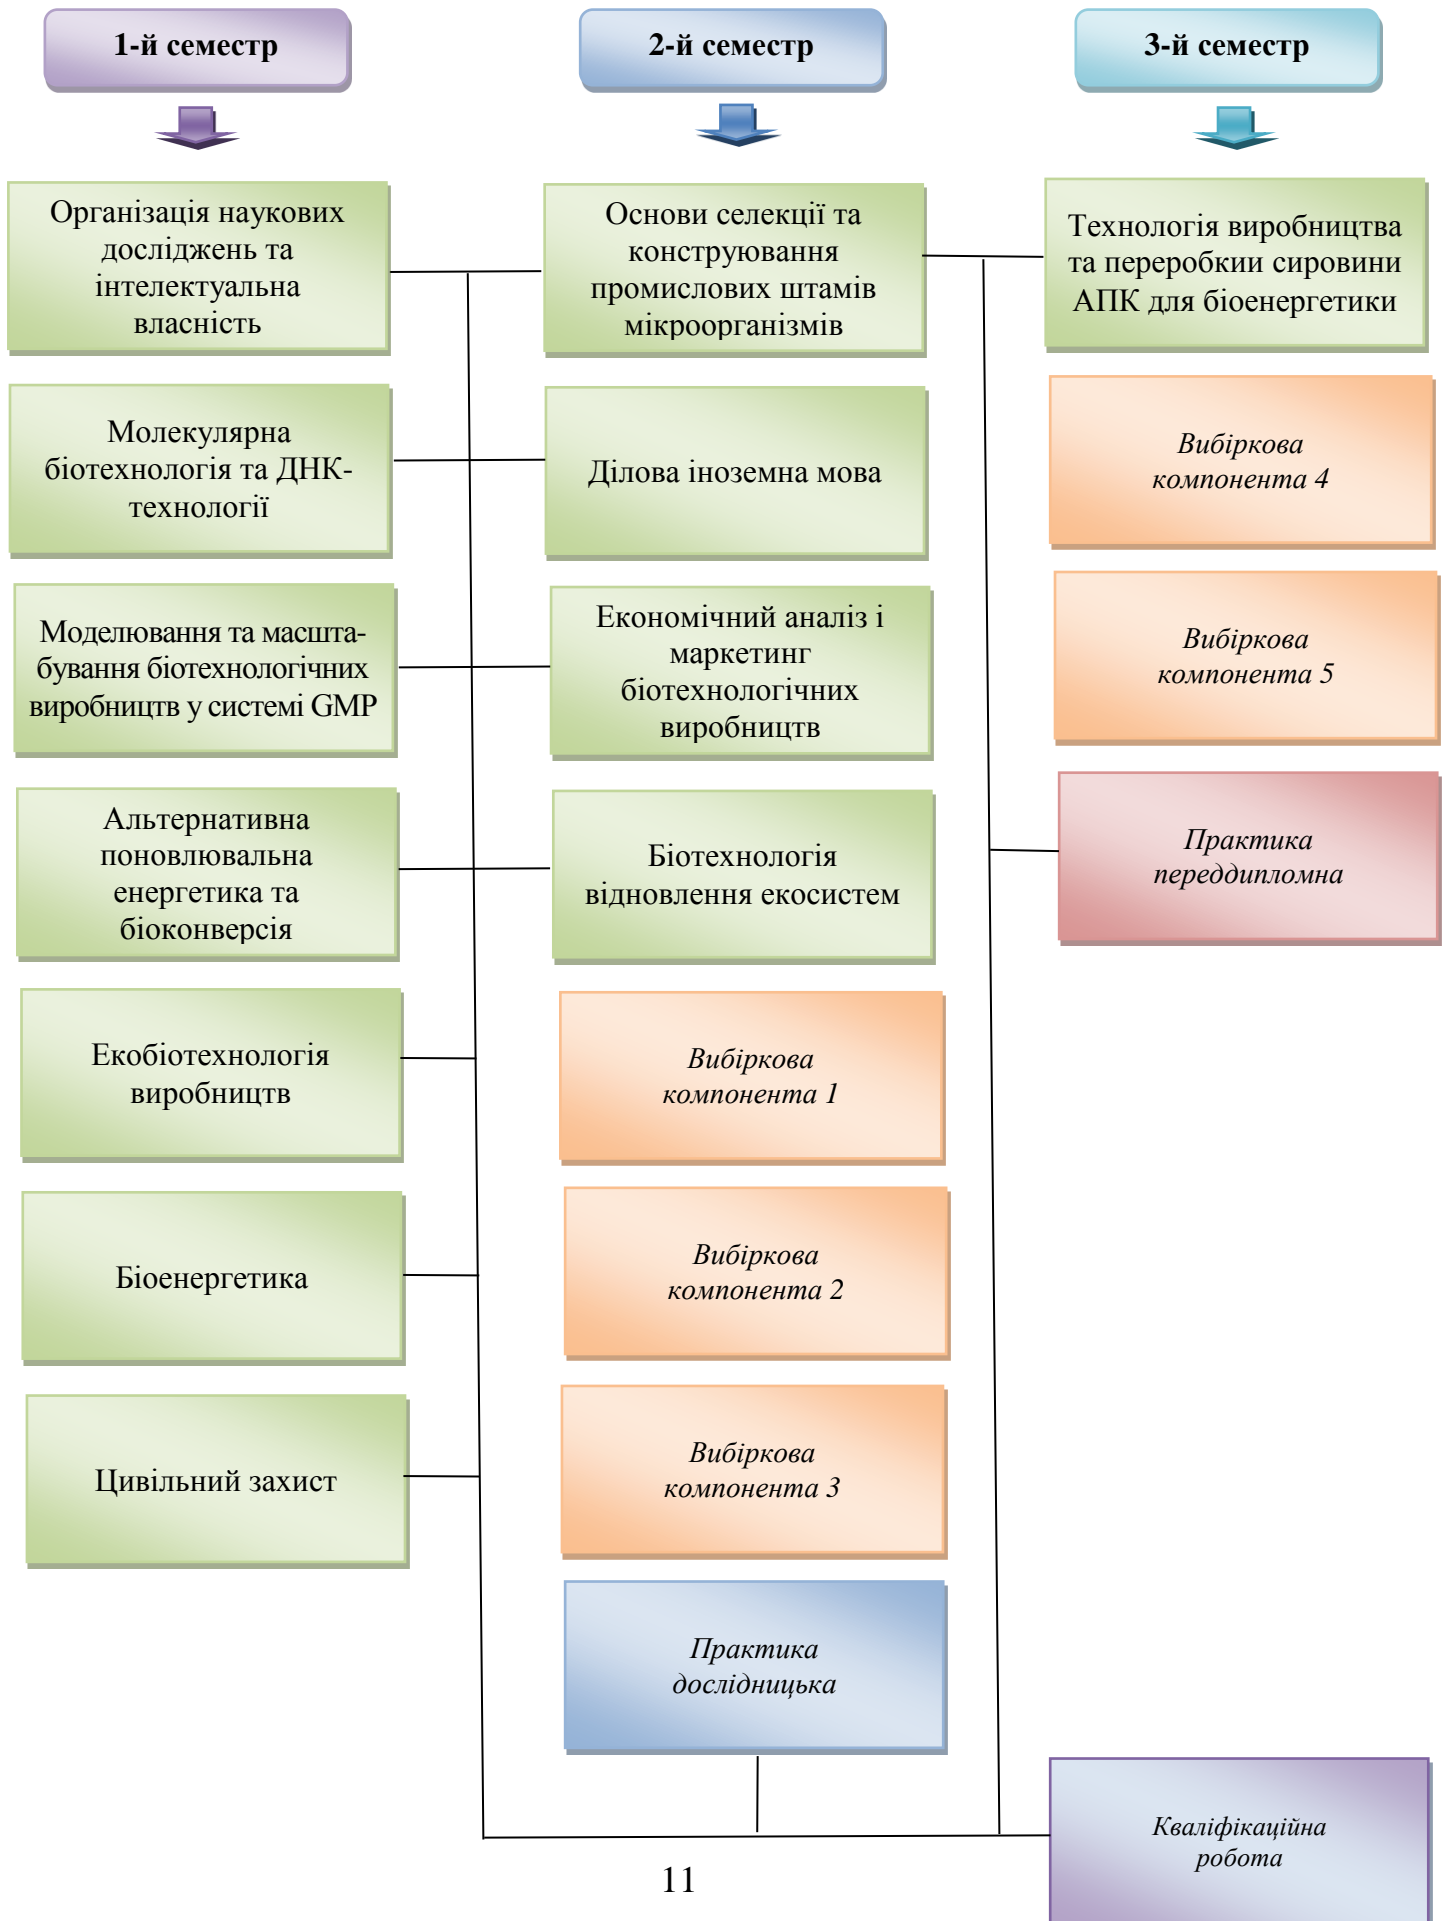 1-й семестр
2-й семестр
3-й семестр
Організація наукових
досліджень та
інтелектуальна
власність
Молекулярна
біотехнологія та ДНК-
технології
Моделювання та масшта-
бування біотехнологічних
виробництв у системі GMP
Альтернативна
поновлювальна
енергетика та
біоконверсія
Екобіотехнологія
виробництв
Біоенергетика
Цивільний захист
Основи селекції та
конструювання
промислових штамів
мікроорганізмів
Ділова іноземна мова
Економічний аналіз і
маркетинг
біотехнологічних
виробництв
Біотехнологія
відновлення екосистем
Вибіркова
компонента 1
Вибіркова
компонента 2
Вибіркова
компонента 3
Практика
дослідницька
Технологія виробництва
та переробкии сировини
АПК для біоенергетики
Вибіркова
компонента 4
Вибіркова
компонента 5
Практика
переддипломна
Кваліфікаційна
робота
11